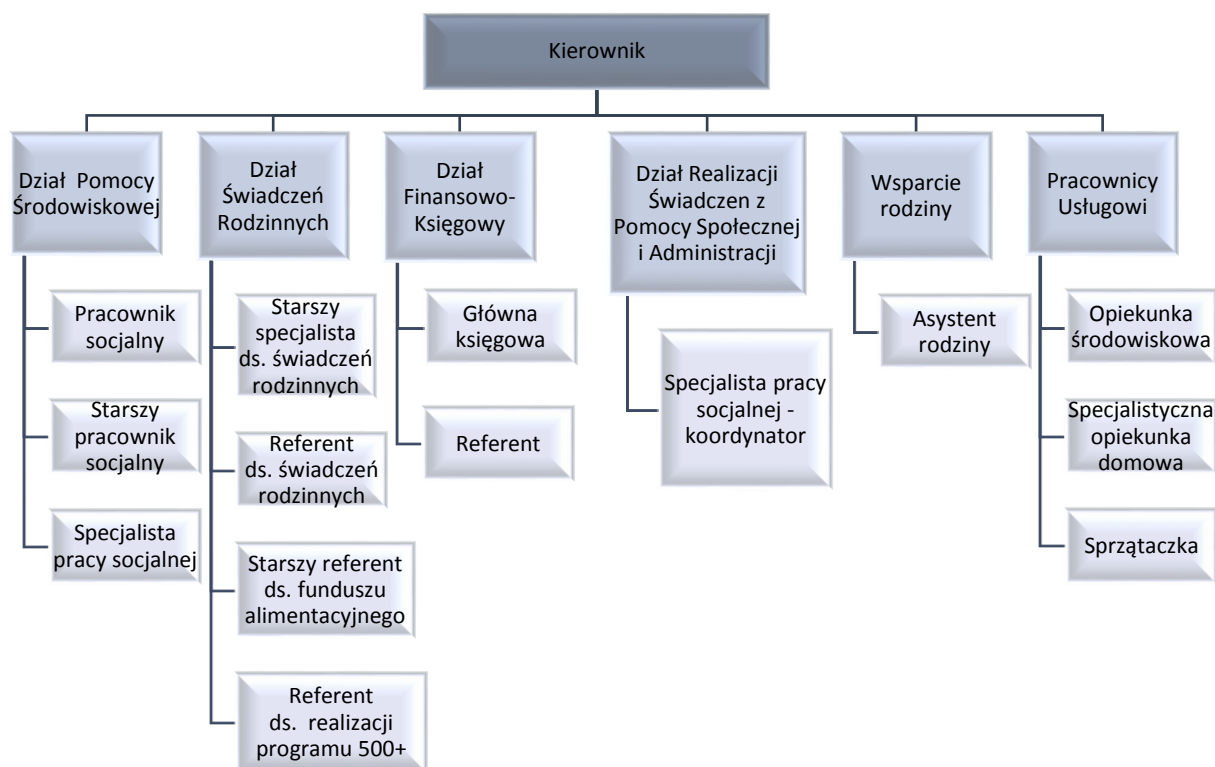 Kierownik
Dział Pomocy
Środowiskowej
Pracownik
socjalny
Starszy
pracownik
socjalny
Specjalista
pracy socjalnej
Dział
Świadczeń
Rodzinnych
Starszy
specjalista
ds. świadczeń
rodzinnych
Referent
ds. świadczeń
rodzinnych
Starszy referent
ds. funduszu
alimentacyjnego
Referent
ds. realizacji
programu 500+
Dział
Finansowo-
Księgowy
Główna
księgowa
Referent
Dział Realizacji
Świadczen z
Pomocy Społecznej
i Administracji
Specjalista pracy
socjalnej -
koordynator
Wsparcie
rodziny
Asystent
rodziny
Pracownicy
Usługowi
Opiekunka
środowiskowa
Specjalistyczna
opiekunka
domowa
Sprzątaczka